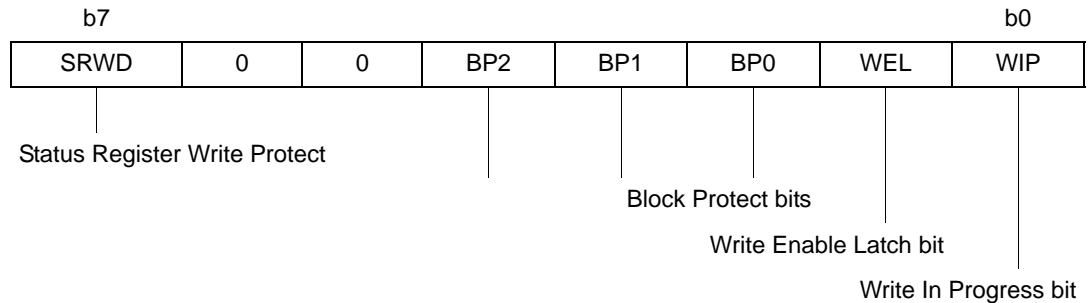 b7 b0
SRWD 0 0 BP2 BP1 BP0 WEL WIP
Status Register Write Protect
Block Protect bits
Write Enable Latch bit
Write In Progress bit